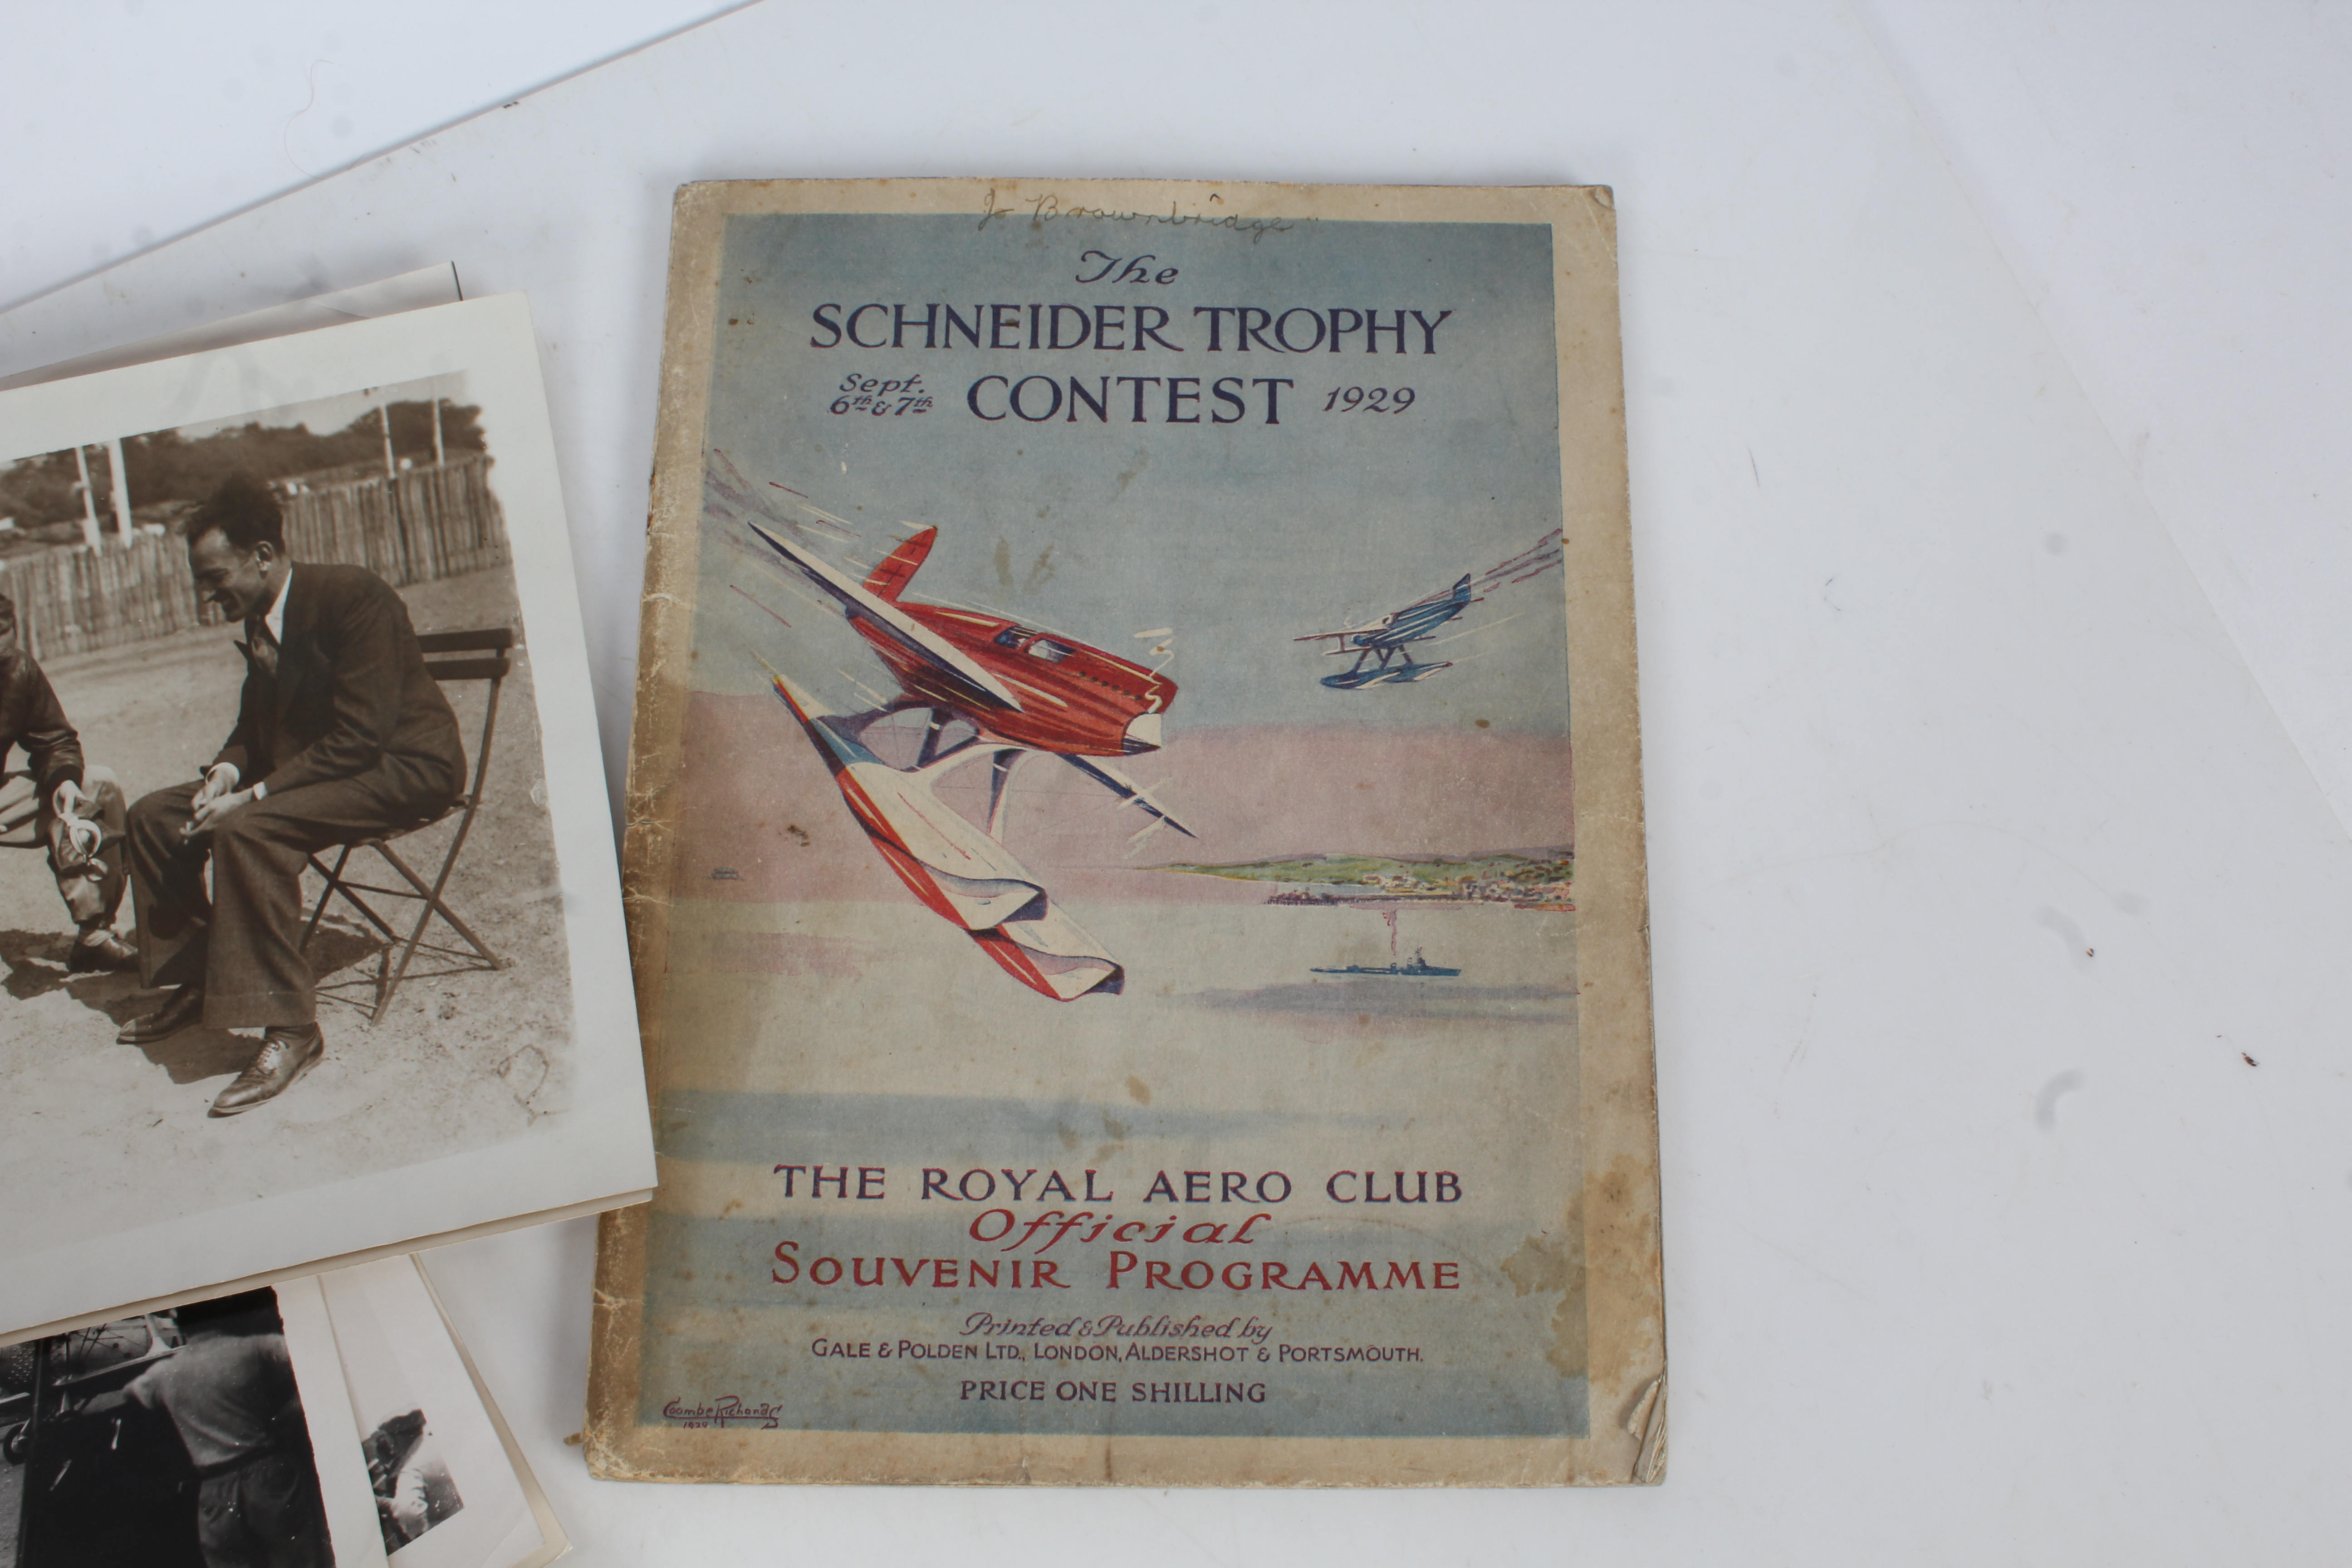 J. Brownbridge
The
SCHNEIDER TROPHY
Sept. 6th & 7th CONTEST 1929
THE ROYAL AERO CLUB
Official
SOUVENIR PROGRAMME
Printed & Published by
GALE & POLDEN LTD., LONDON, ALDERSHOT & PORTSMOUTH.
PRICE ONE SHILLING
Coombe Richards
1929